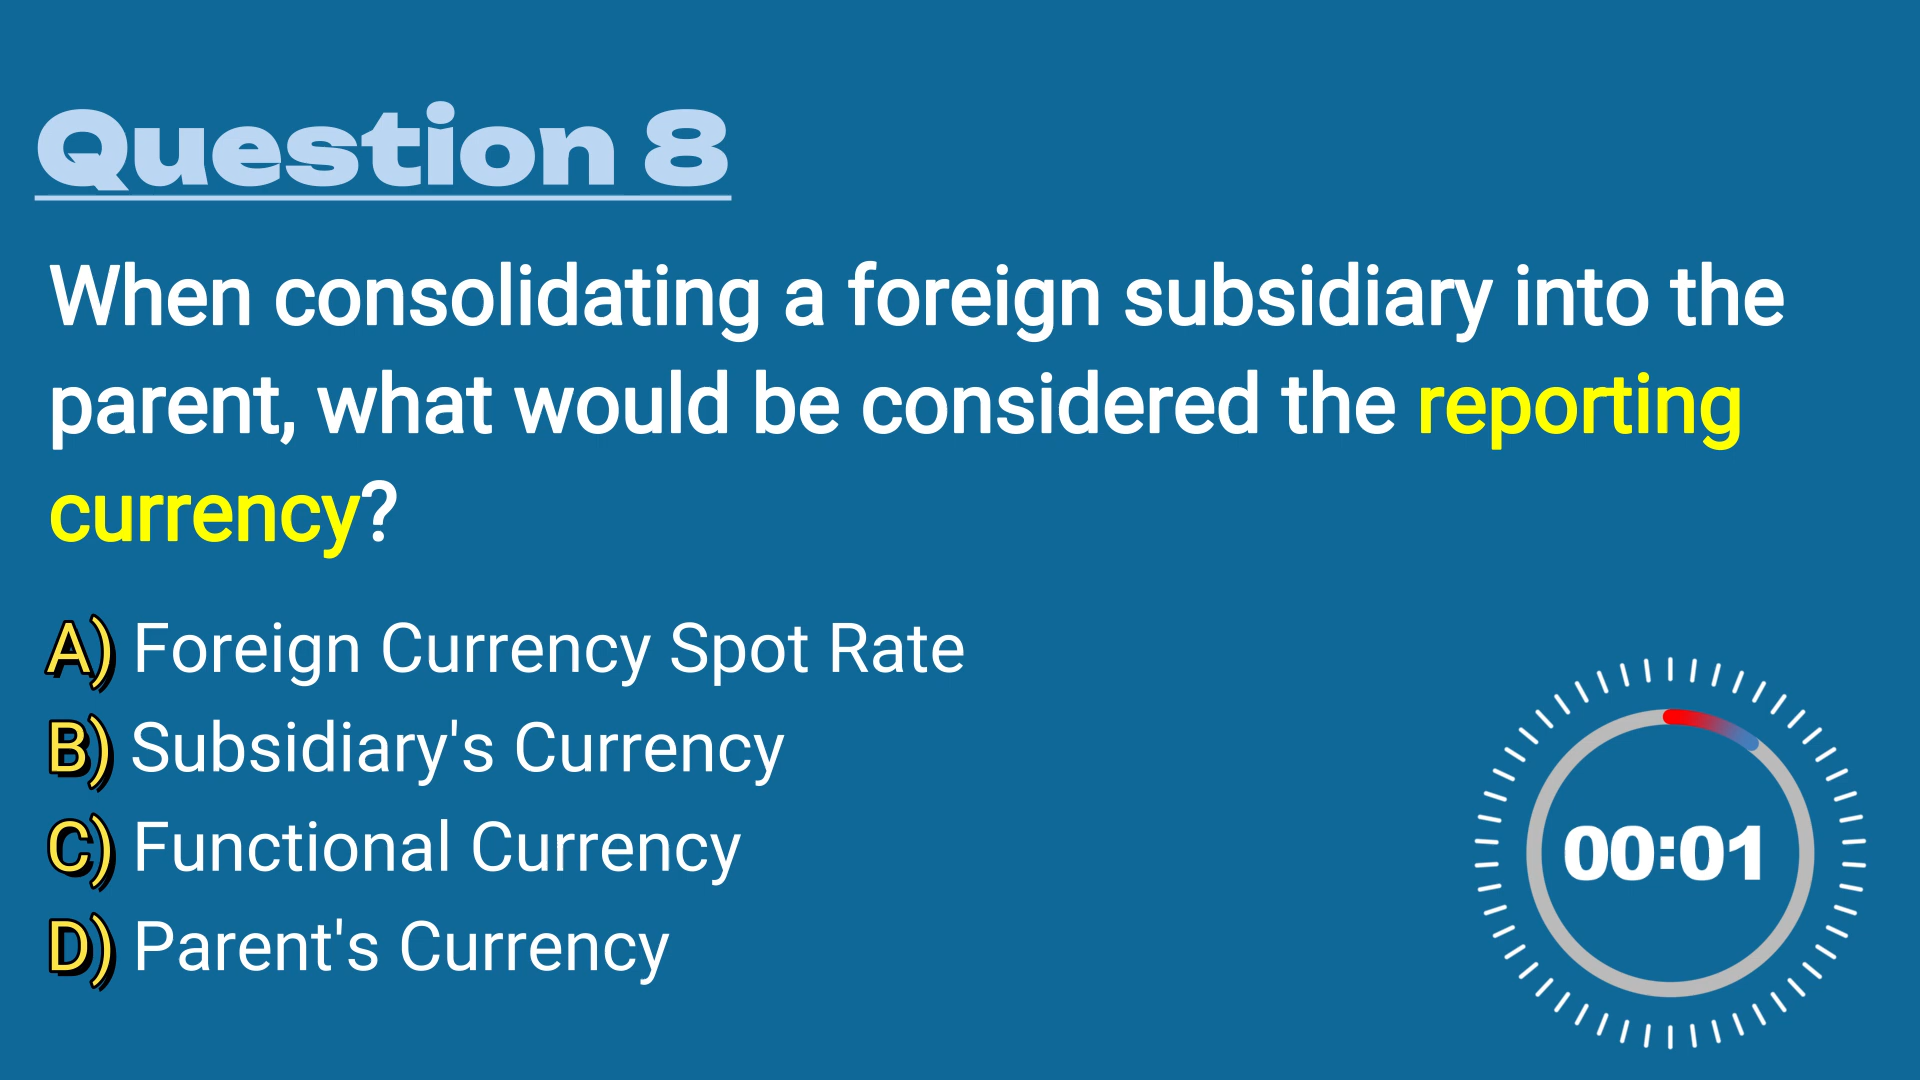 Question 8
When consolidating a foreign subsidiary into the
parent, what would be considered the reporting
currency?
A) Foreign Currency Spot Rate
B) Subsidiary's Currency
C) Functional Currency
D) Parent's Currency
00:01